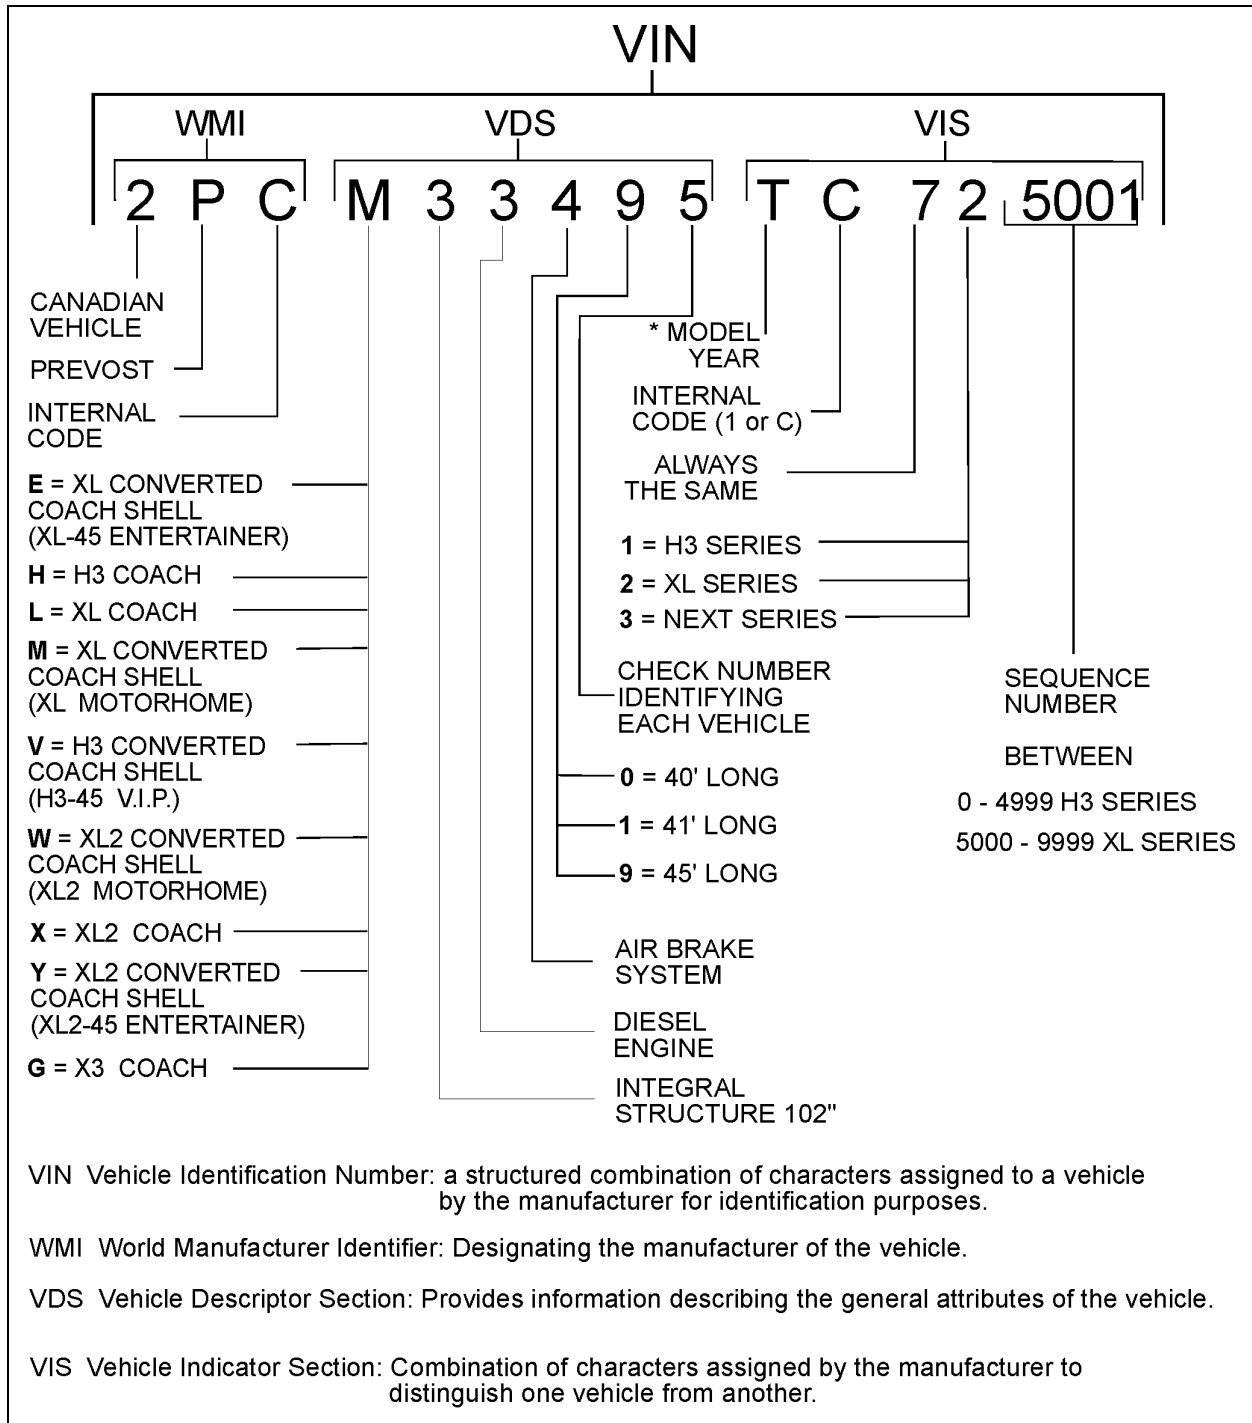 VIN
WMI
VDS
VIS
2 P C M 3 3 4 9 5 T C 7 2 5001
CANADIAN
VEHICLE
PREVOST
INTERNAL
CODE
E = XL CONVERTED
COACH SHELL
(XL-45 ENTERTAINER)
H = H3 COACH
L = XL COACH
M = XL CONVERTED
COACH SHELL
(XL MOTORHOME)
V = H3 CONVERTED
COACH SHELL
(H3-45 V.I.P.)
W = XL2 CONVERTED
COACH SHELL
(XL2 MOTORHOME)
X = XL2 COACH
Y = XL2 CONVERTED
COACH SHELL
(XL2-45 ENTERTAINER)
G = X3 COACH
* MODEL
YEAR
INTERNAL
CODE (1 or C)
ALWAYS
THE SAME
1 = H3 SERIES
2 = XL SERIES
3 = NEXT SERIES
CHECK NUMBER
IDENTIFYING
EACH VEHICLE
0 = 40' LONG
1 = 41' LONG
9 = 45' LONG
AIR BRAKE
SYSTEM
DIESEL
ENGINE
INTEGRAL
STRUCTURE 102"
SEQUENCE
NUMBER
BETWEEN
0 - 4999 H3 SERIES
5000 - 9999 XL SERIES
VIN Vehicle Identification Number: a structured combination of characters assigned to a vehicle
by the manufacturer for identification purposes.
WMI World Manufacturer Identifier: Designating the manufacturer of the vehicle.
VDS Vehicle Descriptor Section: Provides information describing the general attributes of the vehicle.
VIS Vehicle Indicator Section: Combination of characters assigned by the manufacturer to
distinguish one vehicle from another.